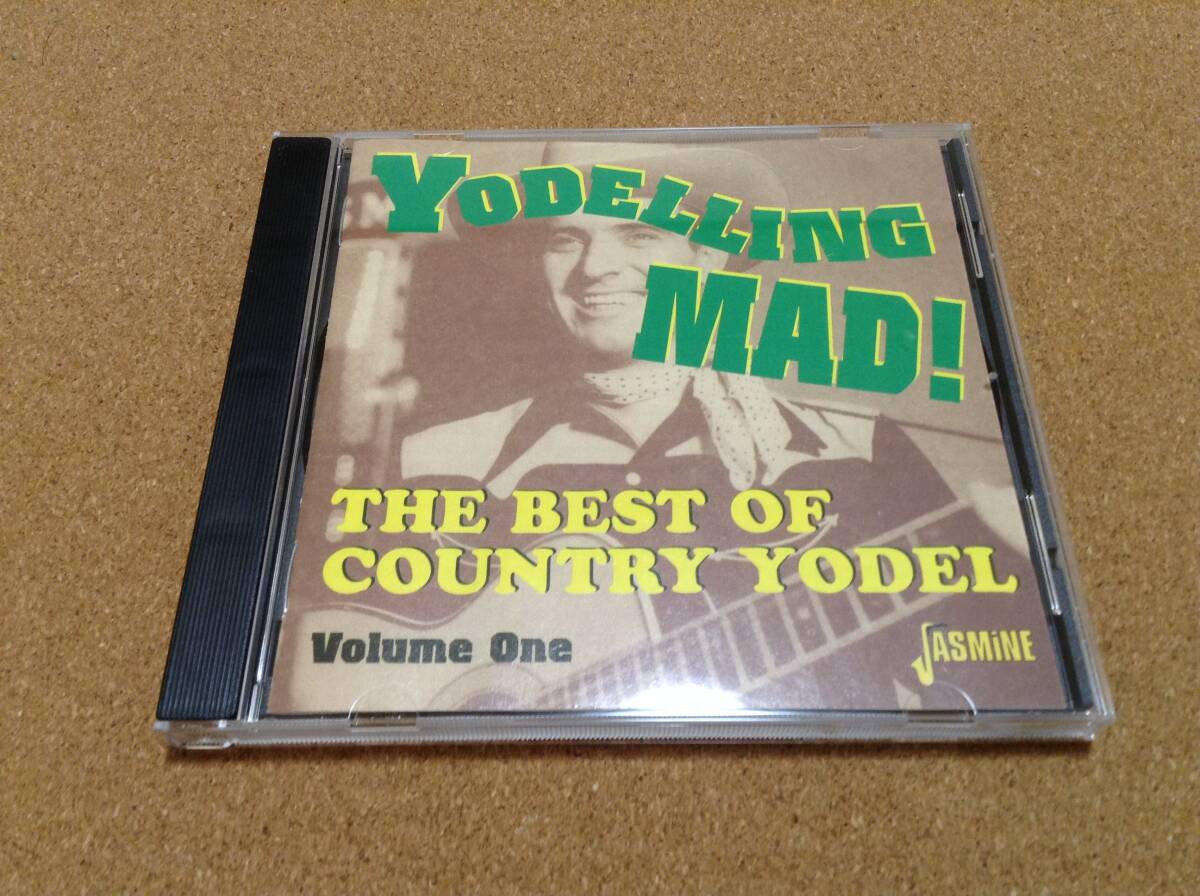 YODELLING
MAD!
THE BEST OF
COUNTRY YODEL
Volume One
JASMiNE